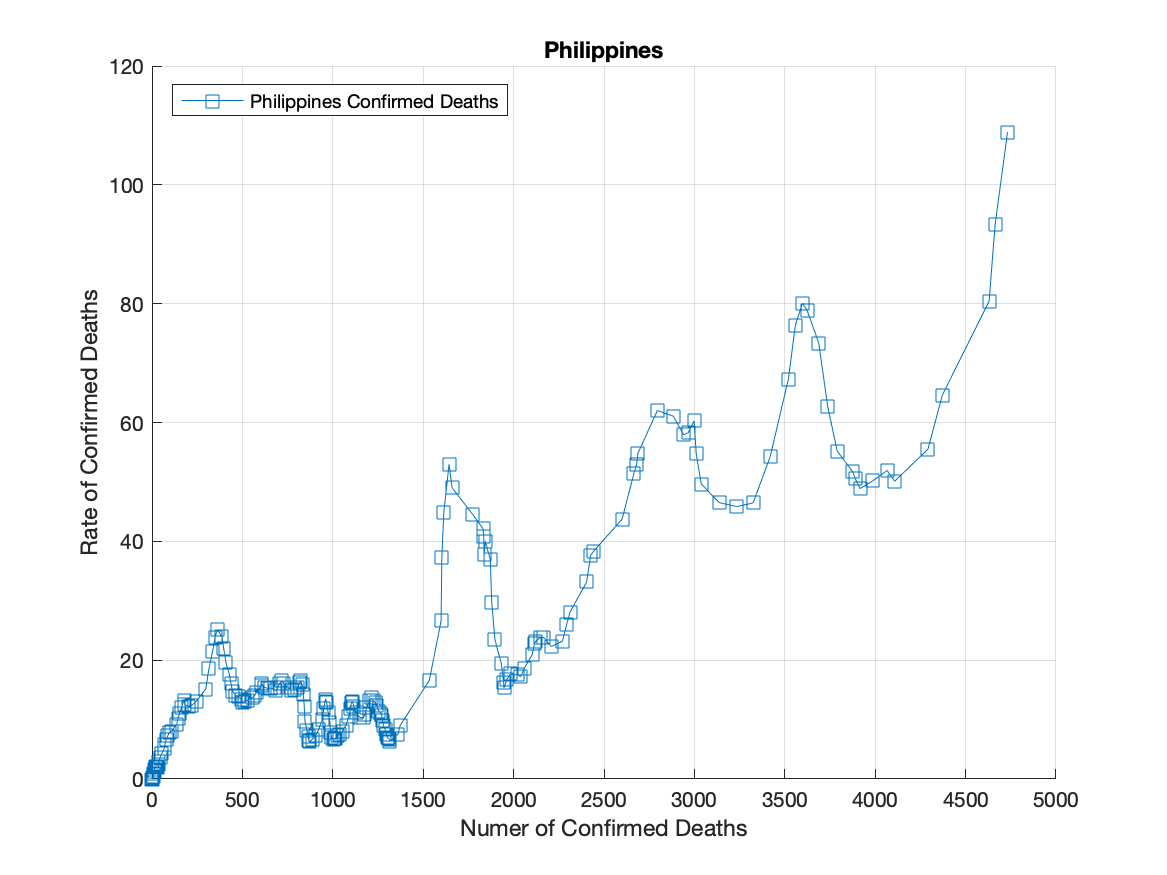 Philippines
Philippines Confirmed Deaths
120
100
80
60
40
20
0
Rate of Confirmed Deaths
0 500 1000 1500 2000 2500 3000 3500 4000 4500 5000
Numer of Confirmed Deaths